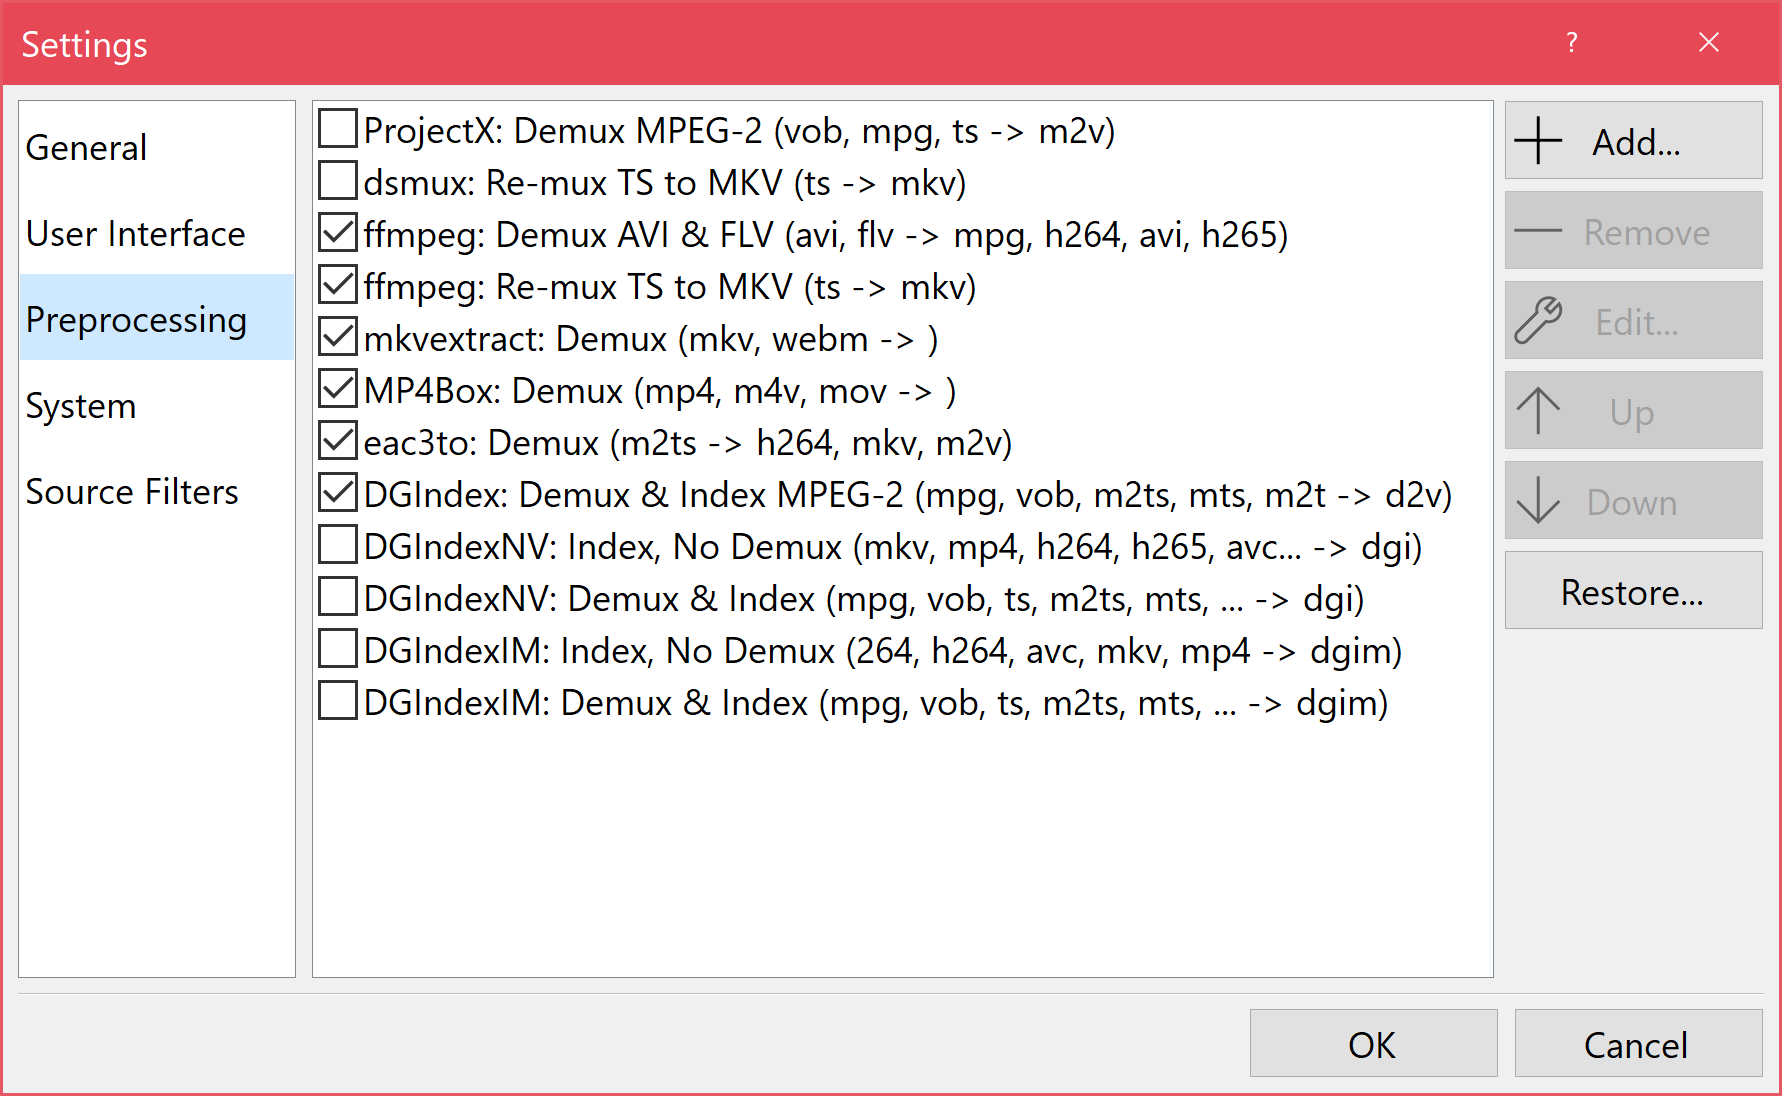 Settings
?
General
User Interface
Preprocessing
System
Source Filters
ProjectX: Demux MPEG-2 (vob, mpg, ts -> m2v)
dsmux: Re-mux TS to MKV (ts -> mkv)
ffmpeg: Demux AVI & FLV (avi, flv -> mpg, h264, avi, h265)
ffmpeg: Re-mux TS to MKV (ts -> mkv)
mkvextract: Demux (mkv, webm -> )
MP4Box: Demux (mp4, m4v, mov -> )
eac3to: Demux (m2ts -> h264, mkv, m2v)
DGIndex: Demux & Index MPEG-2 (mpg, vob, m2ts, mts, m2t -> d2v)
DGIndexNV: Index, No Demux (mkv, mp4, h264, h265, avc... -> dgi)
DGIndexNV: Demux & Index (mpg, vob, ts, m2ts, mts, ... -> dgi)
DGIndexIM: Index, No Demux (264, h264, avc, mkv, mp4 -> dgim)
DGIndexIM: Demux & Index (mpg, vob, ts, m2ts, mts, ... -> dgim)
Add...
Remove
Edit...
Up
Down
Restore...
OK
Cancel